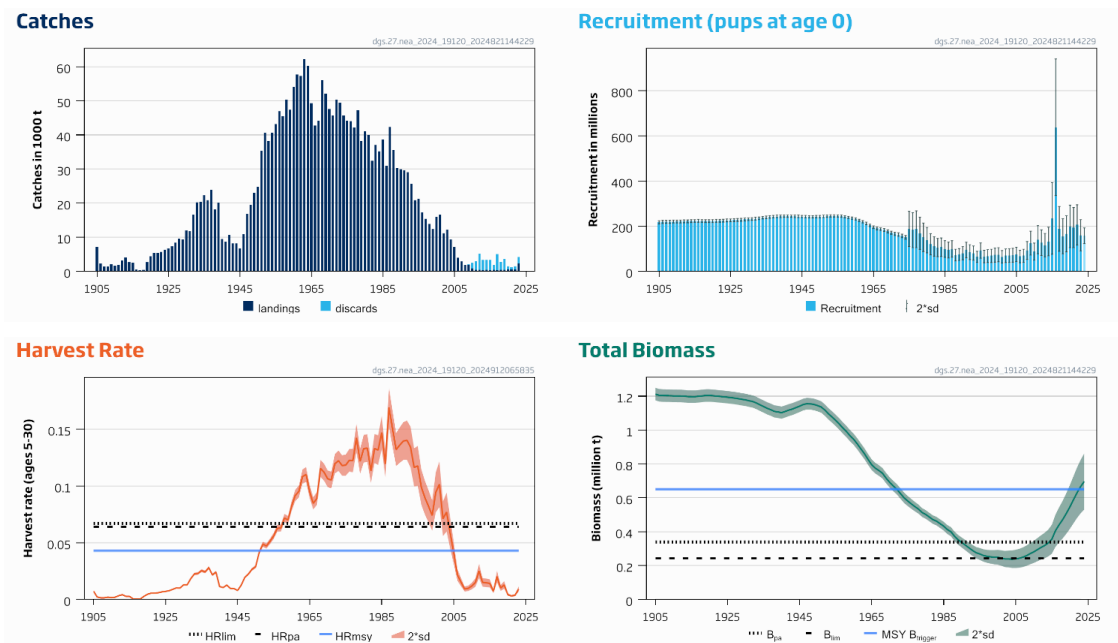 Catches
dgs.27.nea_2024_19120_2024821144229
Catches in 1000 t
60
50
40
30
20
10
0
1905 1925 1945 1965 1985 2005 2025
landings discards
Recruitment (pups at age 0)
dgs.27.nea_2024_19120_2024821144229
Recruitment in millions
800
600
400
200
0
1905 1925 1945 1965 1985 2005 2025
Recruitment 2*sd
Harvest Rate
dgs.27.nea_2024_19120_2024912065835
Harvest rate (ages 5-30)
0.15
0.1
0.05
0
1905 1925 1945 1965 1985 2005 2025
HRlim HRpa HRmsy 2*sd
Total Biomass
dgs.27.nea_2024_19120_2024821144229
Biomass (million t)
1.2
1
0.8
0.6
0.4
0.2
0
1905 1925 1945 1965 1985 2005 2025
Bpa Blim MSY Btrigger 2*sd